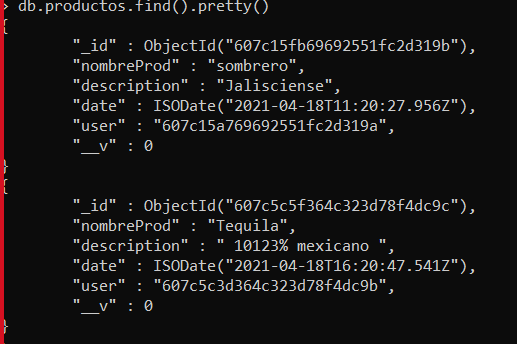 > db.productos.find().pretty()
{
"_id" : ObjectId("607c15fb69692551fc2d319b"),
"nombreProd" : "sombrero",
"description" : "Jalisciense",
"date" : ISODate("2021-04-18T11:20:27.956Z"),
"user" : "607c15a769692551fc2d319a",
"__v" : 0
}
{
"_id" : ObjectId("607c5c5f364c323d78f4dc9c"),
"nombreProd" : "Tequila",
"description" : " 10123% mexicano ",
"date" : ISODate("2021-04-18T16:20:47.541Z"),
"user" : "607c5c3d364c323d78f4dc9b",
"__v" : 0
}